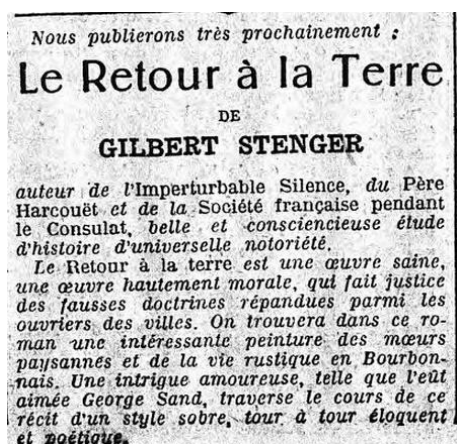 Nous publierons très prochainement :
Le Retour à la Terre
DE
GILBERT STENGER
auteur de l'Imperturbable Silence, du Père
Harcouët et de la Société française pendant
le Consulat, belle et consciencieuse étude
d'histoire d'universelle notoriété.
Le Retour à la terre est une œuvre saine,
une œuvre hautement morale, qui fait justice
des fausses doctrines répandues parmi les
ouvriers des villes. On trouvera dans ce ro-
man une intéressante peinture des mœurs
paysannes et de la vie rustique en Bourbon-
nais. Une intrigue amoureuse, telle que l'eût
aimée George Sand, traverse le cours de ce
récit d'un style sobre, tour à tour éloquent
et poétique.